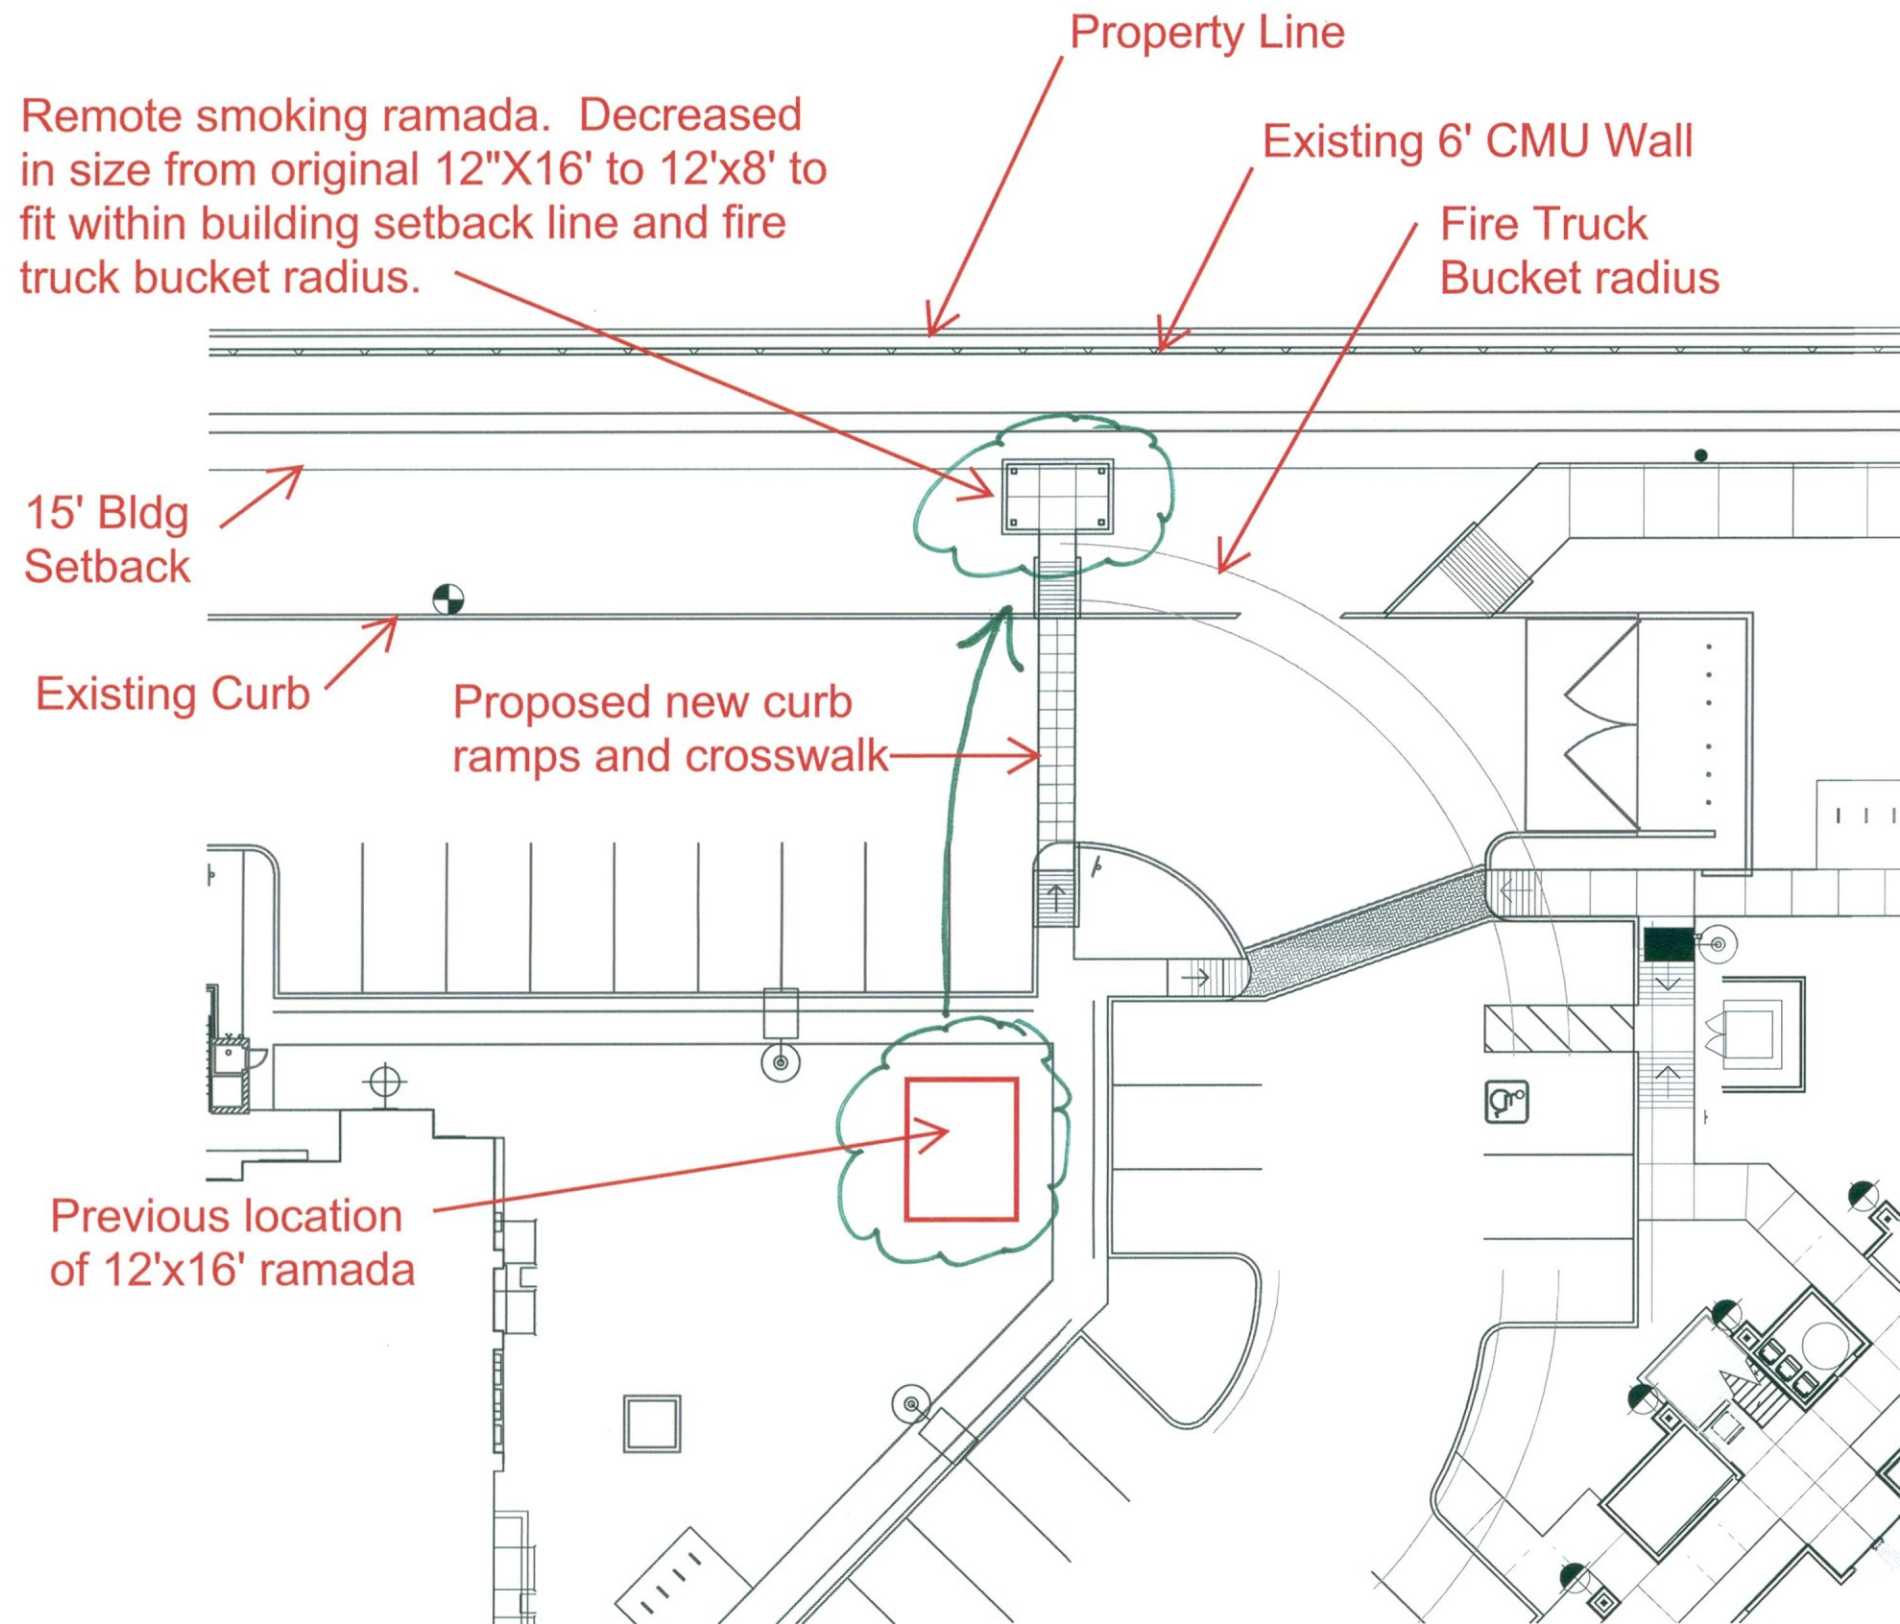 Property Line
Remote smoking ramada.  Decreased
in size from original 12"X16' to 12'x8' to
fit within building setback line and fire
truck bucket radius.
Existing 6' CMU Wall
Fire Truck
Bucket radius
15' Bldg
Setback
Existing Curb
Proposed new curb
ramps and crosswalk
Previous location
of 12'x16' ramada